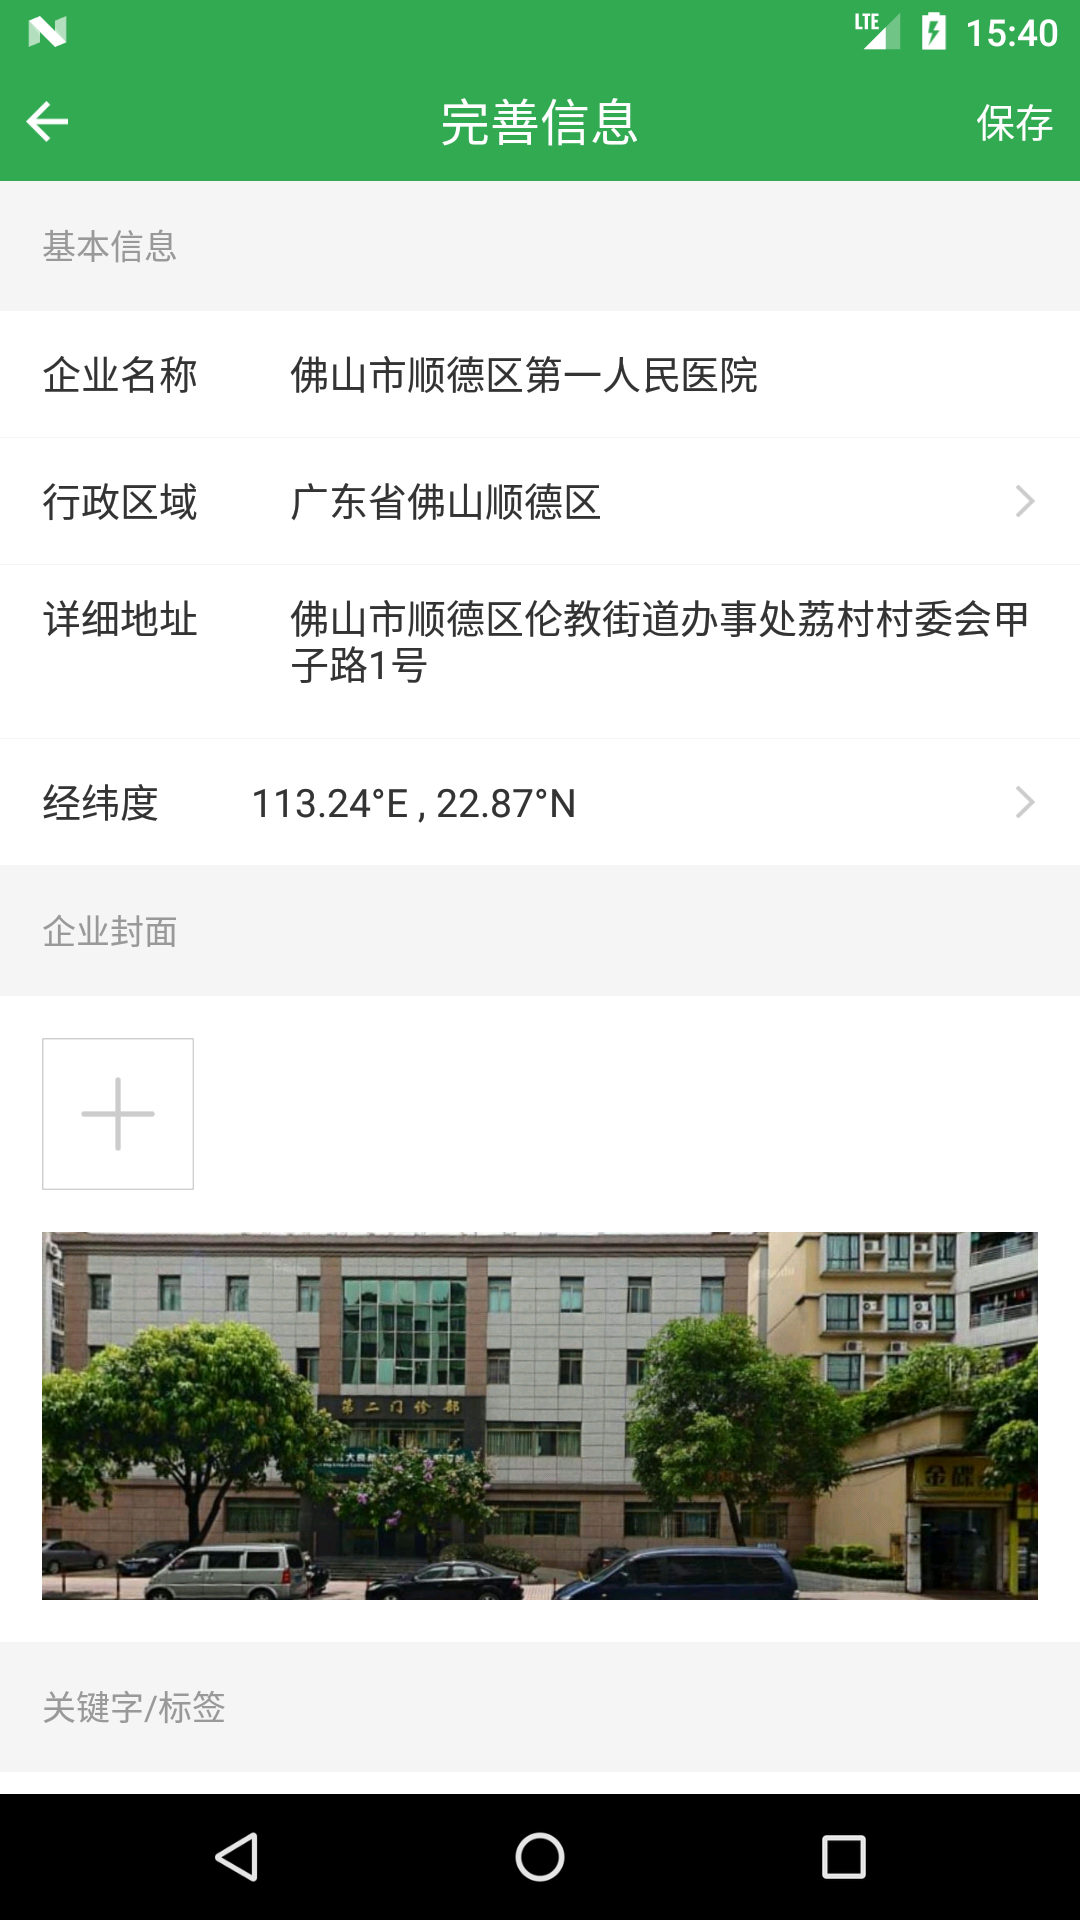 LTE 15:40
完善信息
保存
基本信息
企业名称 佛山市顺德区第一人民医院
行政区域 广东省佛山顺德区
详细地址 佛山市顺德区伦教街道办事处荔村村委会甲
子路1号
经纬度 113.24°E , 22.87°N
企业封面
第二门诊部
金碟
关键字/标签